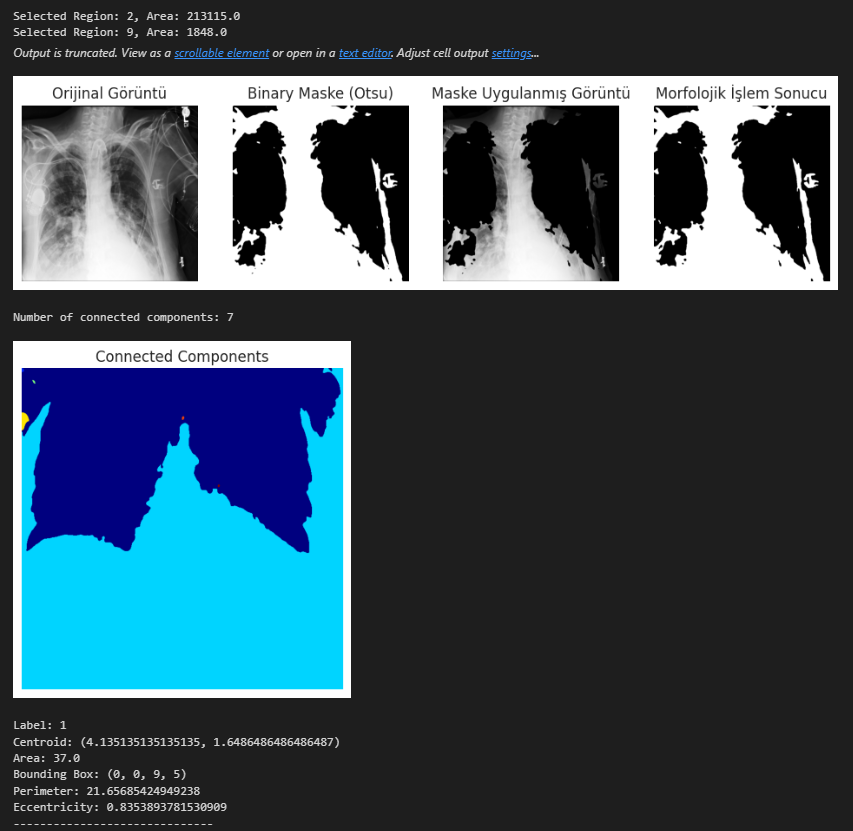 Selected Region: 2, Area: 213115.0
Selected Region: 9, Area: 1848.0
Output is truncated. View as a scrollable element or open in a text editor. Adjust cell output settings...
Orijinal Görüntü
Binary Maske (Otsu)
Maske Uygulanmış Görüntü
Morfolojik İşlem Sonucu
Number of connected components: 7
Connected Components
Label: 1
Centroid: (4.135135135135135, 1.6486486486486487)
Area: 37.0
Bounding Box: (0, 0, 9, 5)
Perimeter: 21.65685424949238
Eccentricity: 0.8353893781530909
------------------------------